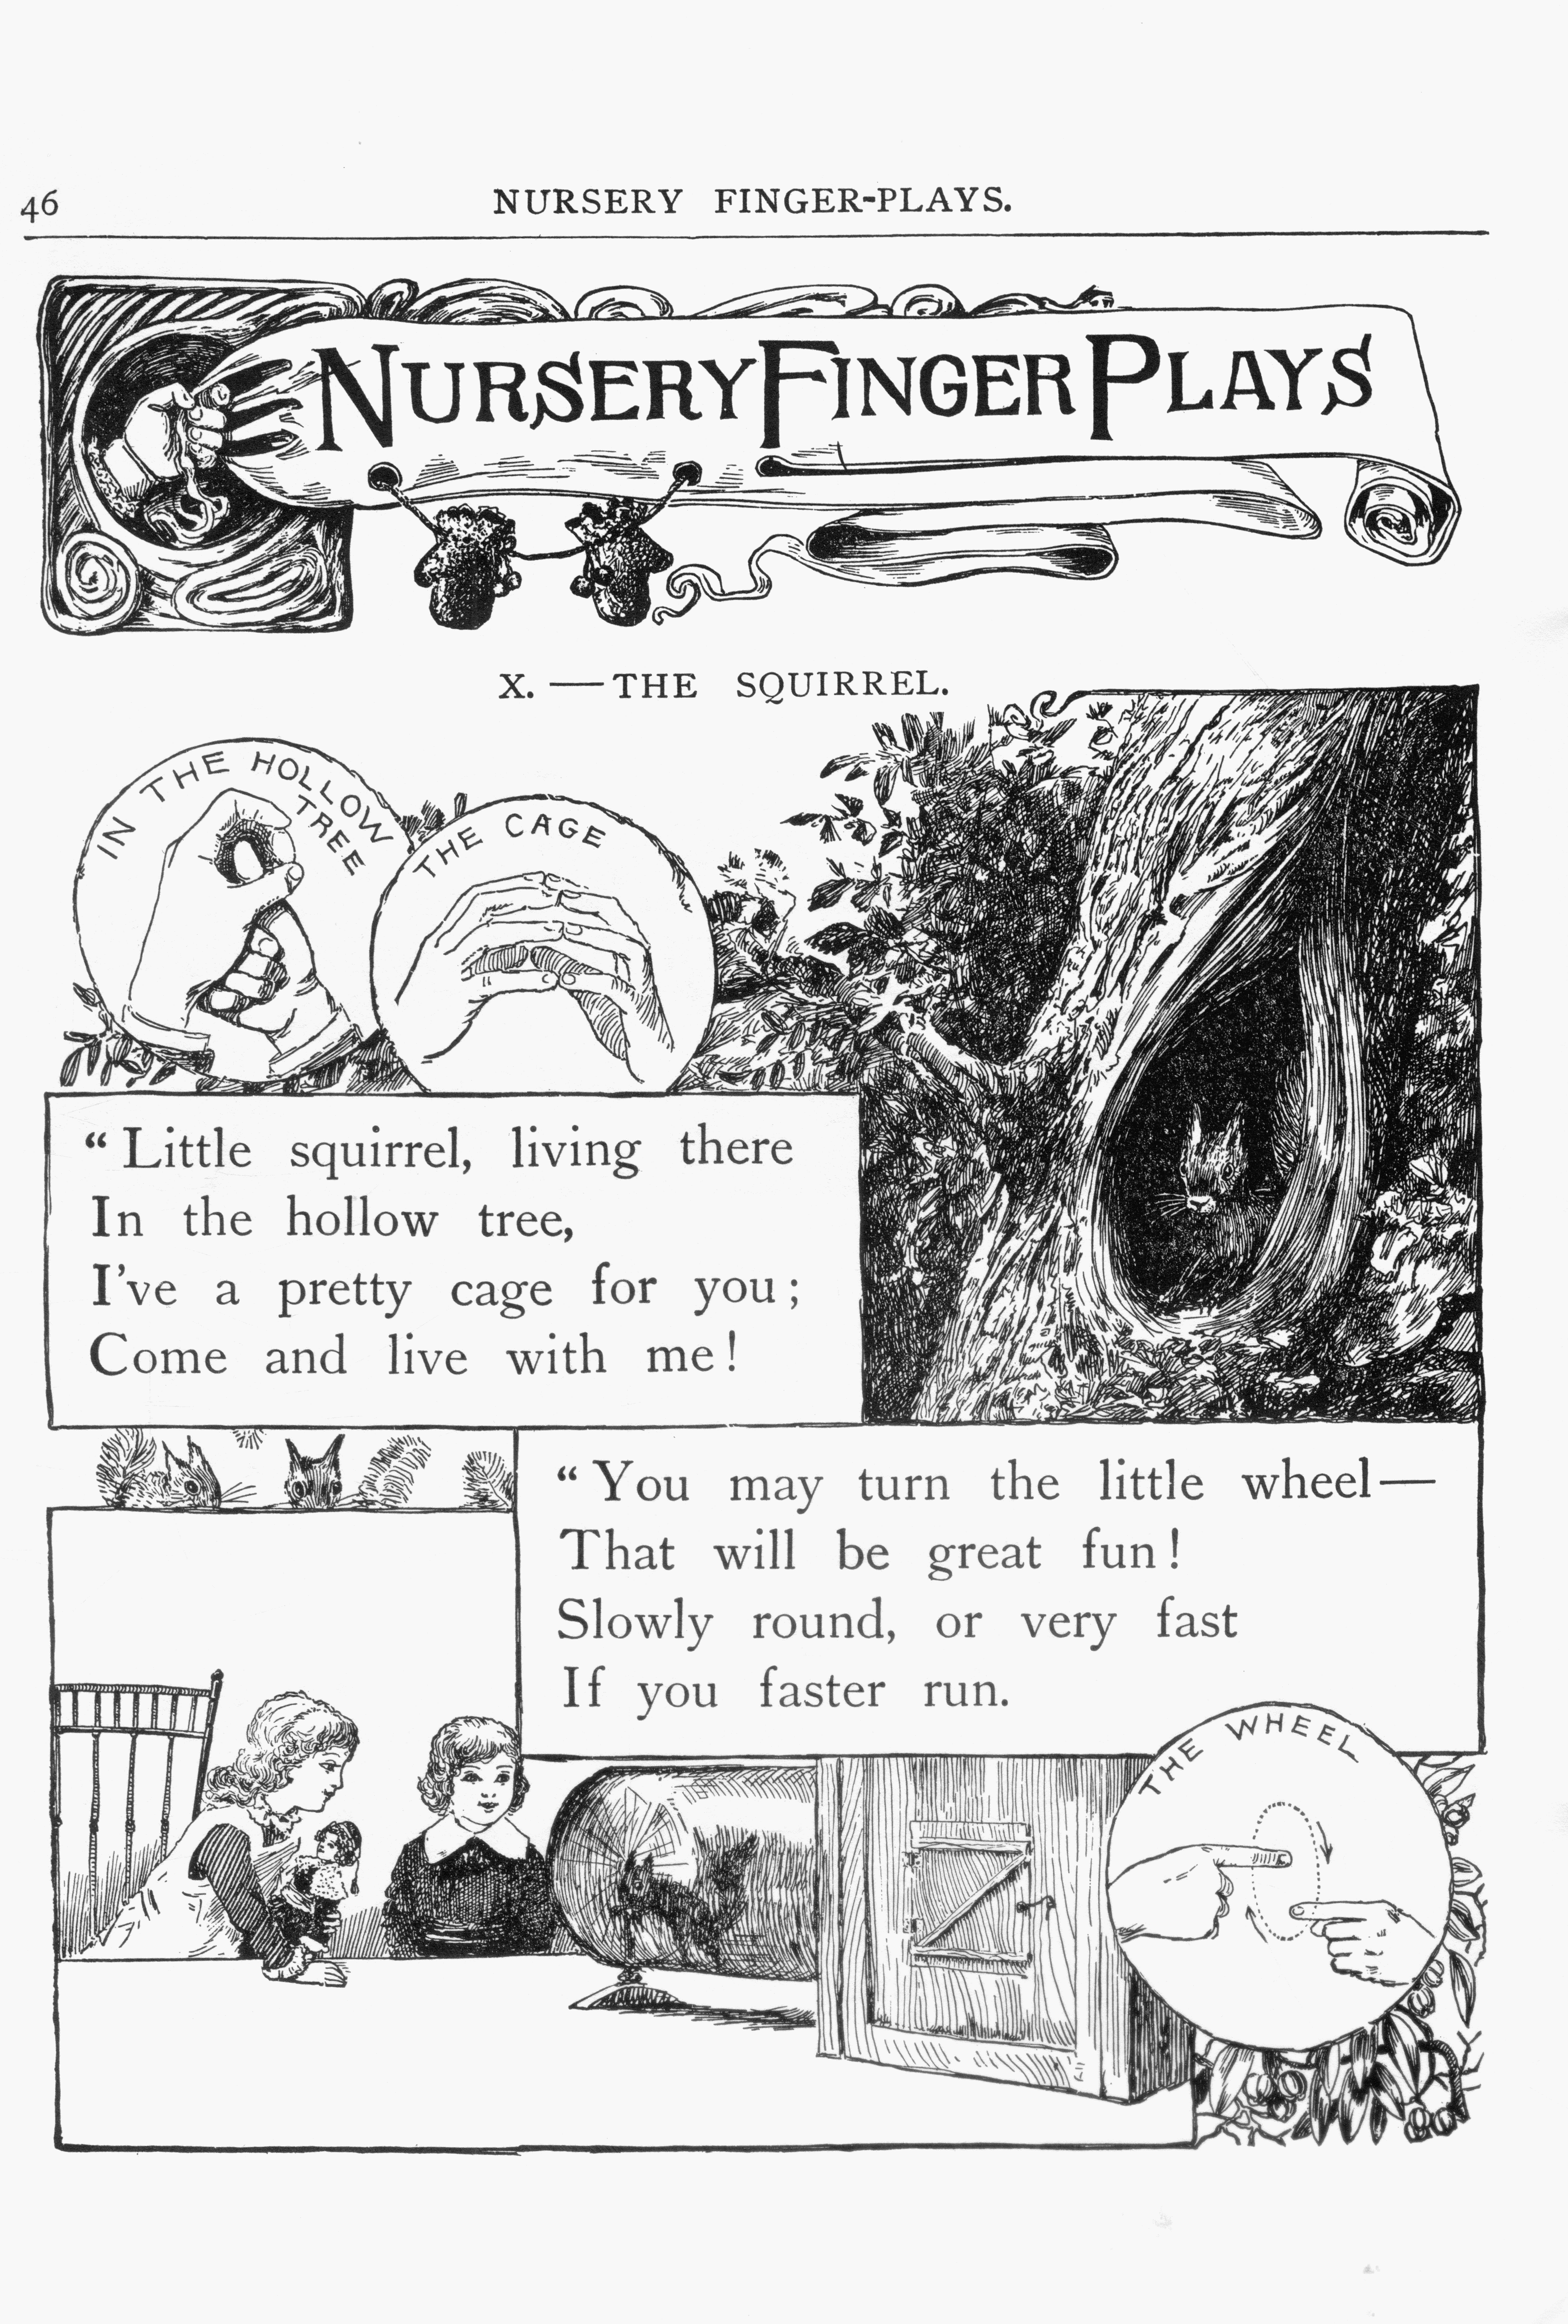 46
NURSERY FINGER-PLAYS.
NURSERY FINGER PLAYS
X. — THE SQUIRREL.
IN THE HOLLOW
TREE
THE CAGE
“ Little squirrel, living there
In the hollow tree,
I've a pretty cage for you ;
Come and live with me !
“ You may turn the little wheel —
That will be great fun !
Slowly round, or very fast
If you faster run.
THE WHEEL